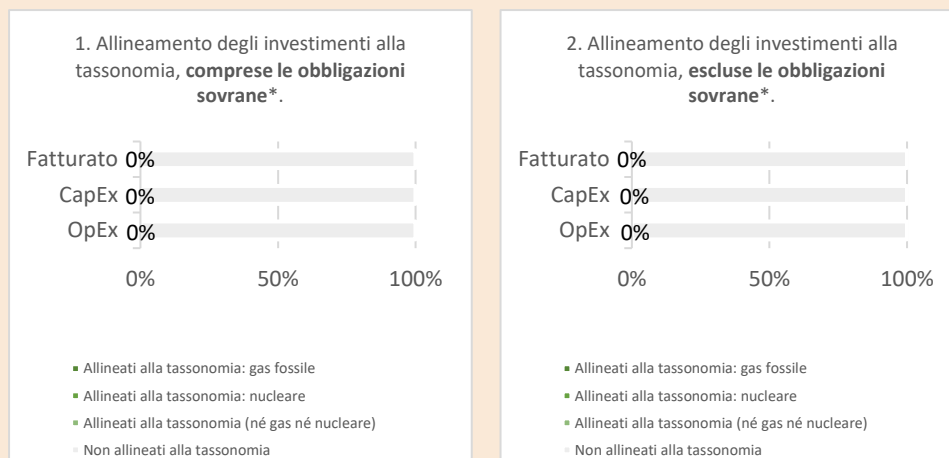 1. Allineamento degli investimenti alla
tassonomia, comprese le obbligazioni
sovrane*.
Fatturato 0%
CapEx 0%
OpEx 0%
0% 50% 100%
▪ Allineati alla tassonomia: gas fossile
▪ Allineati alla tassonomia: nucleare
▪ Allineati alla tassonomia (né gas né nucleare)
▪ Non allineati alla tassonomia
2. Allineamento degli investimenti alla
tassonomia, escluse le obbligazioni
sovrane*.
Fatturato 0%
CapEx 0%
OpEx 0%
0% 50% 100%
▪ Allineati alla tassonomia: gas fossile
▪ Allineati alla tassonomia: nucleare
▪ Allineati alla tassonomia (né gas né nucleare)
▪ Non allineati alla tassonomia